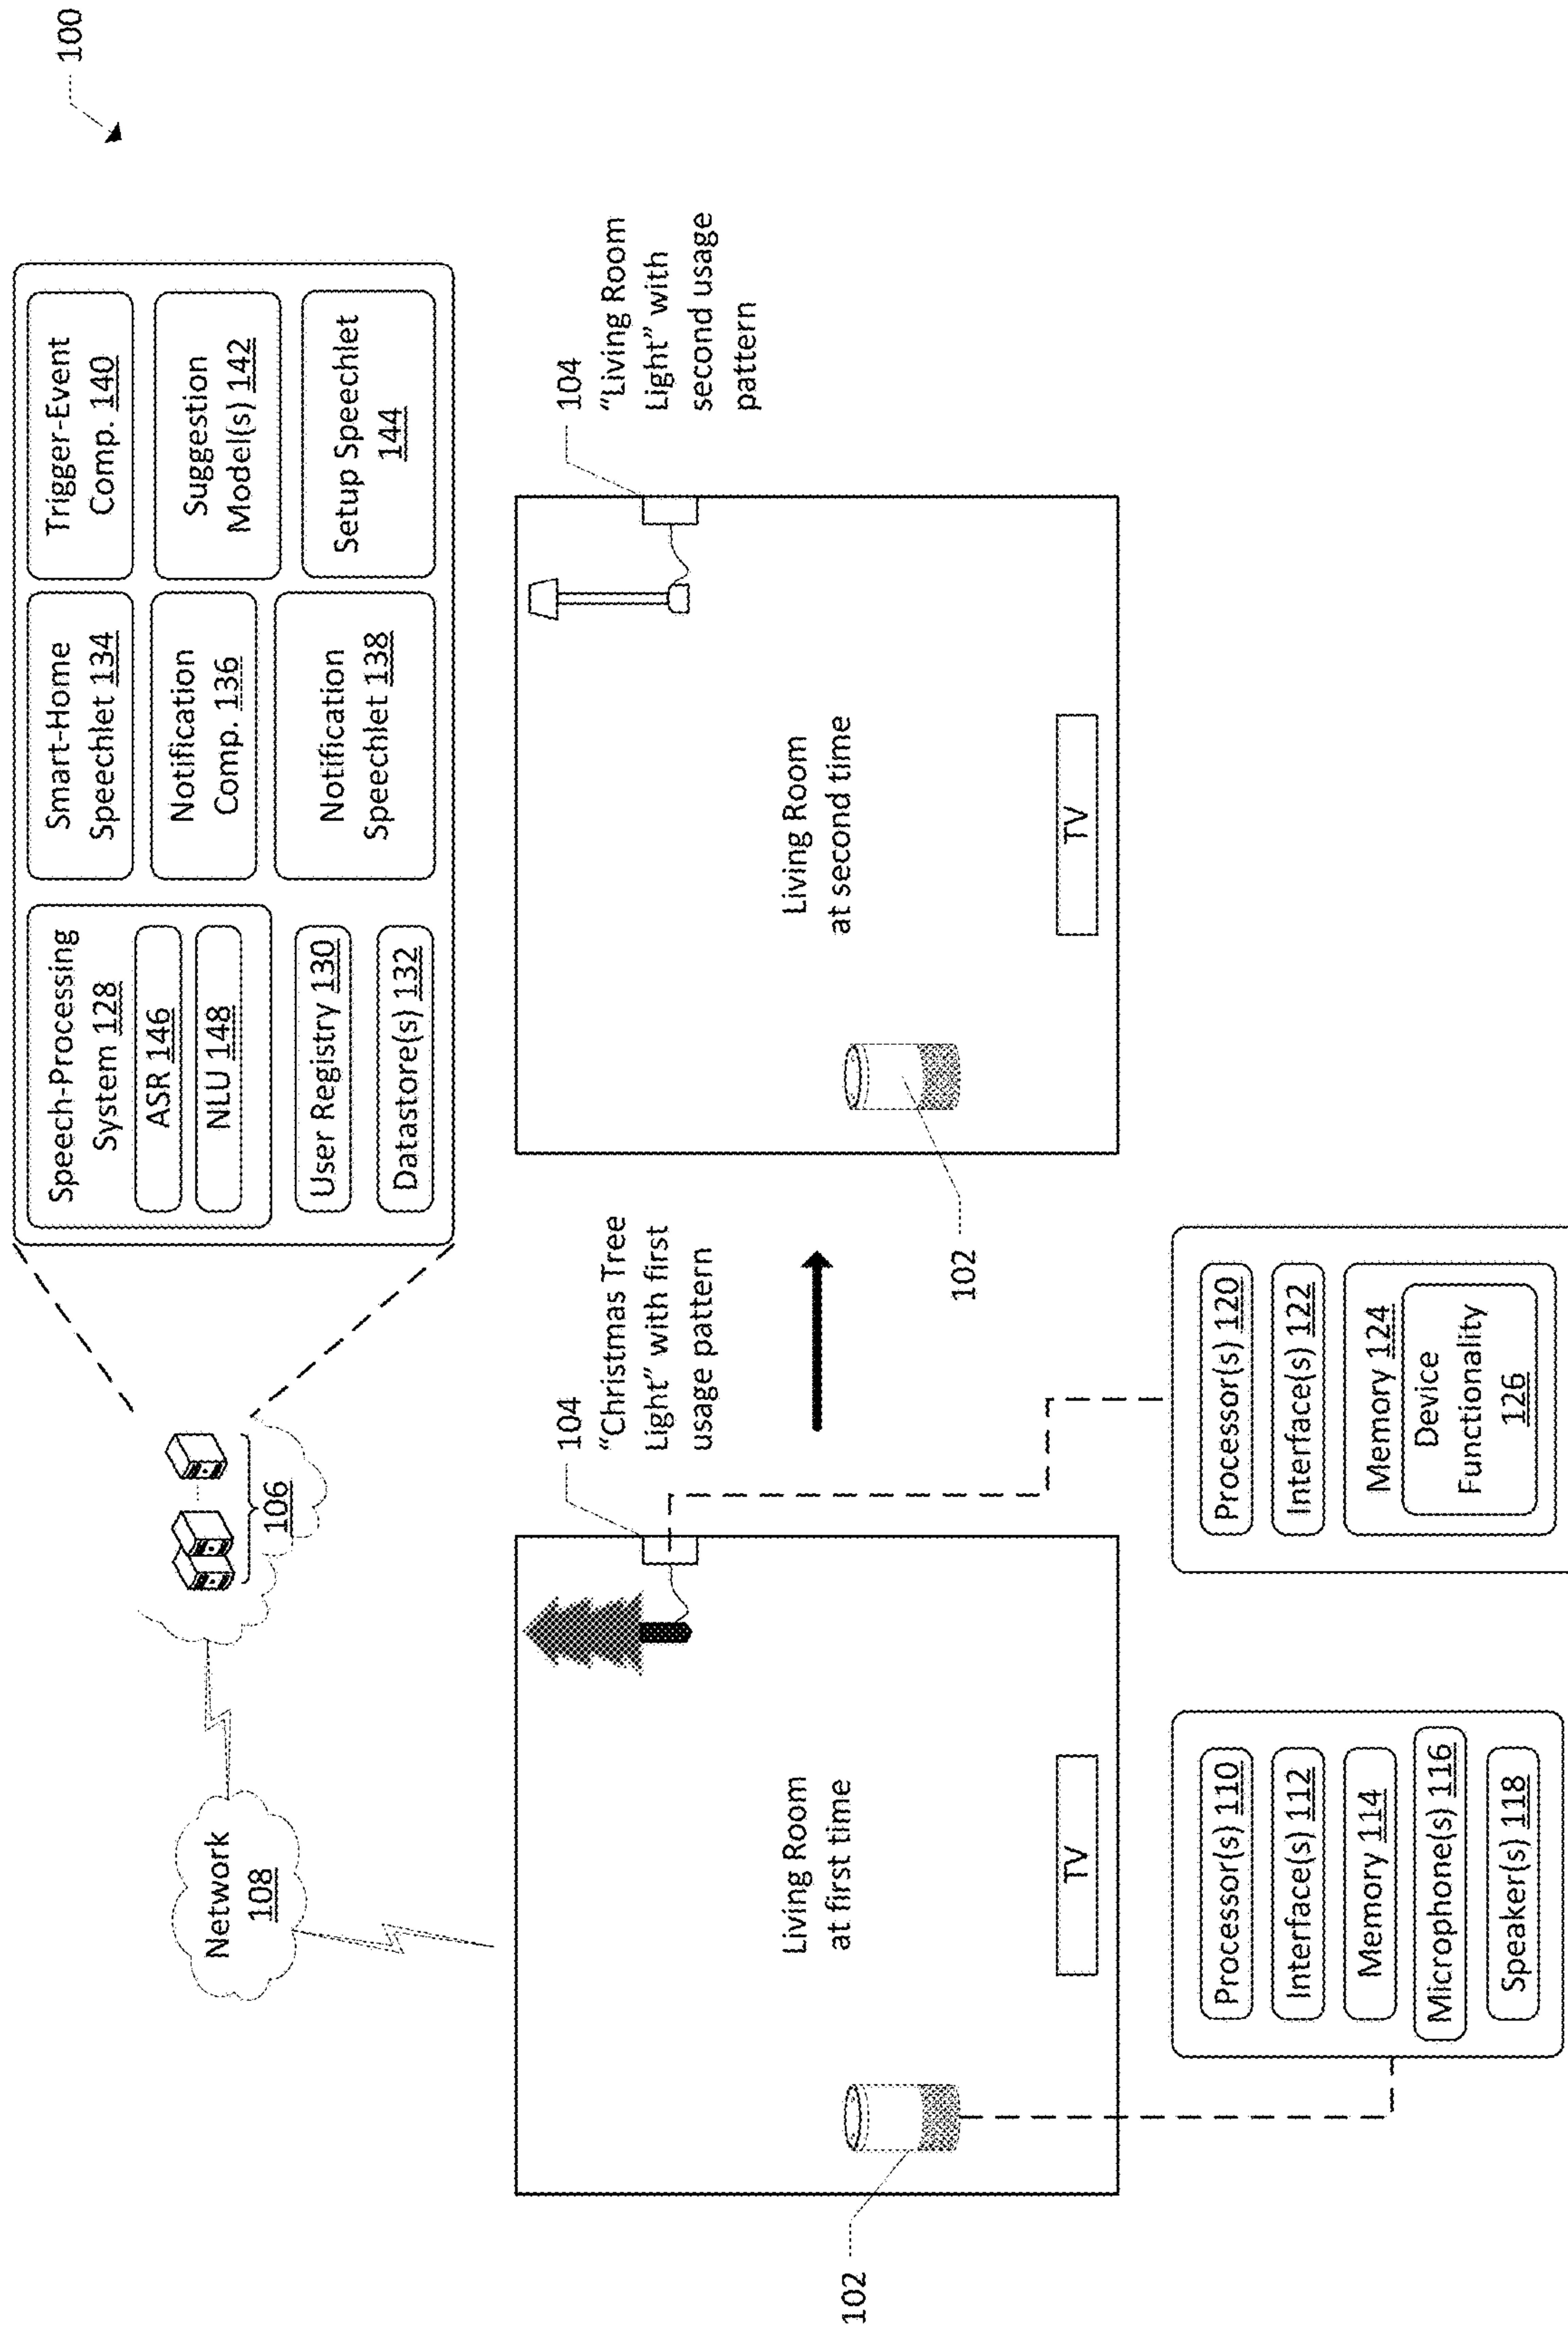 100
Network
108
106
Speech-Processing
System 128
ASR 146
NLU 148
User Registry 130
Datastore(s) 132
Smart-Home
Speechlet 134
Notification
Comp. 136
Notification
Speechlet 138
Trigger-Event
Comp. 140
Suggestion
Model(s) 142
Setup Speechlet
144
104
"Christmas Tree
Light" with first
usage pattern
Living Room
at first time
TV
102
104
"Living Room
Light" with
second usage
pattern
Living Room
at second time
TV
102
Processor(s) 110
Interface(s) 112
Memory 114
Microphone(s) 116
Speaker(s) 118
Processor(s) 120
Interface(s) 122
Memory 124
Device
Functionality
126